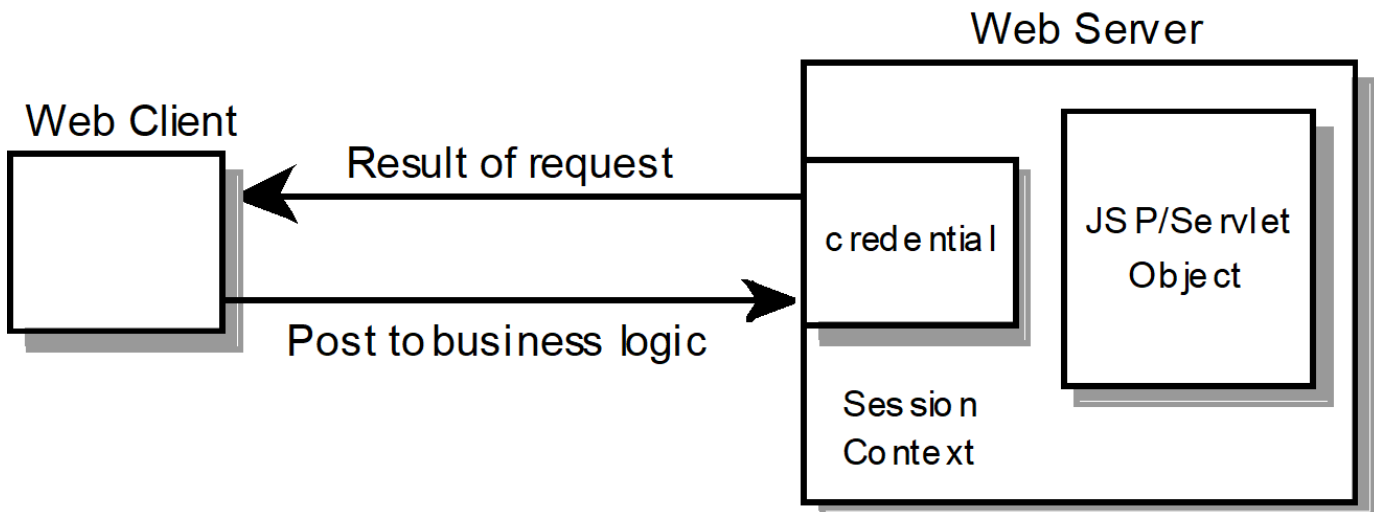 Web Server
Web Client
Result of request
credential
JSP/Servlet
Object
Post to business logic
Session
Context